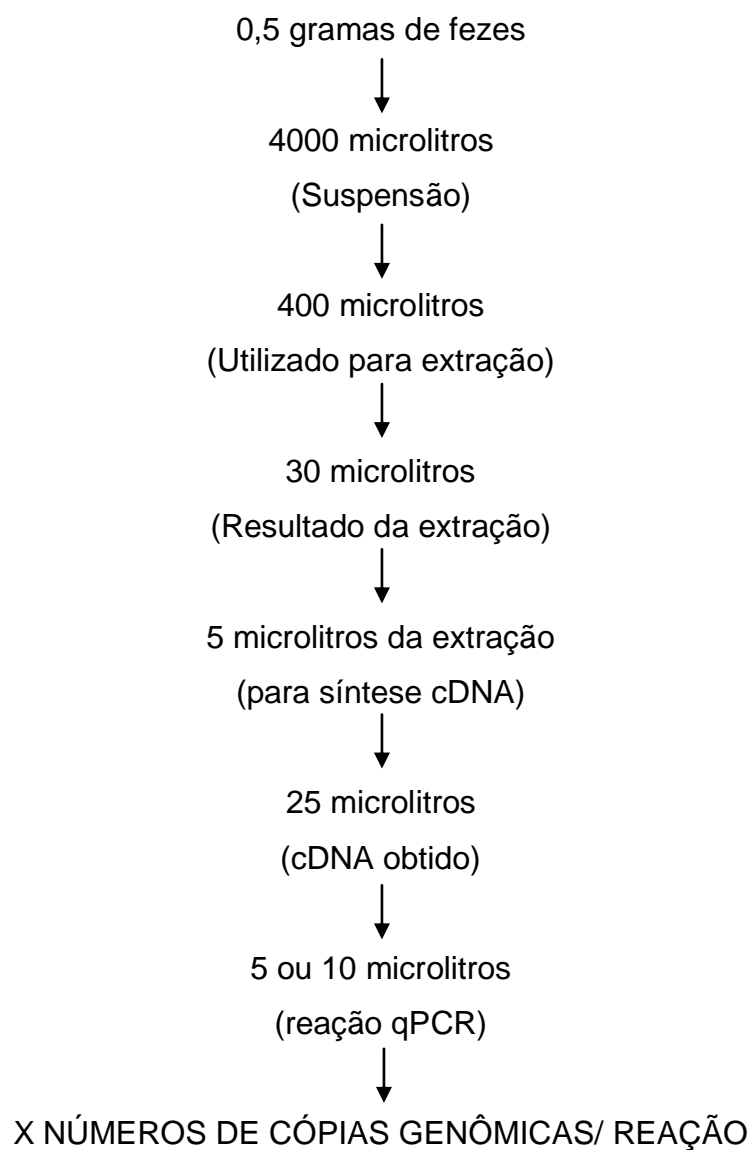 0,5 gramas de fezes
4000 microlitros
(Suspensão)
400 microlitros
(Utilizado para extração)
30 microlitros
(Resultado da extração)
5 microlitros da extração
(para síntese cDNA)
25 microlitros
(cDNA obtido)
5 ou 10 microlitros
(reação qPCR)
X NÚMEROS DE CÓPIAS GENÔMICAS/ REAÇÃO